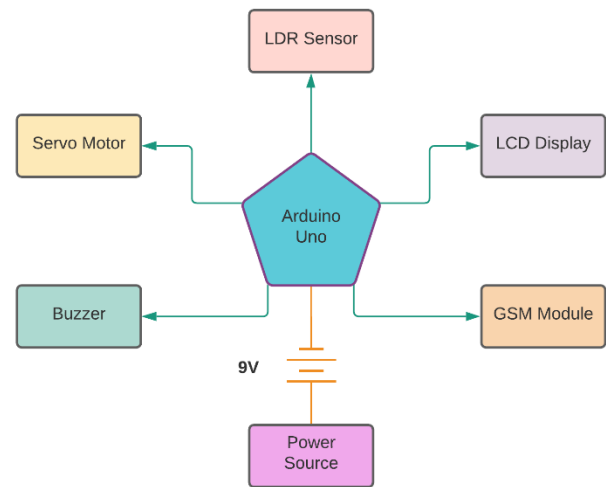 LDR Sensor
Servo Motor
LCD Display
Arduino
Uno
Buzzer
GSM Module
9V
Power
Source